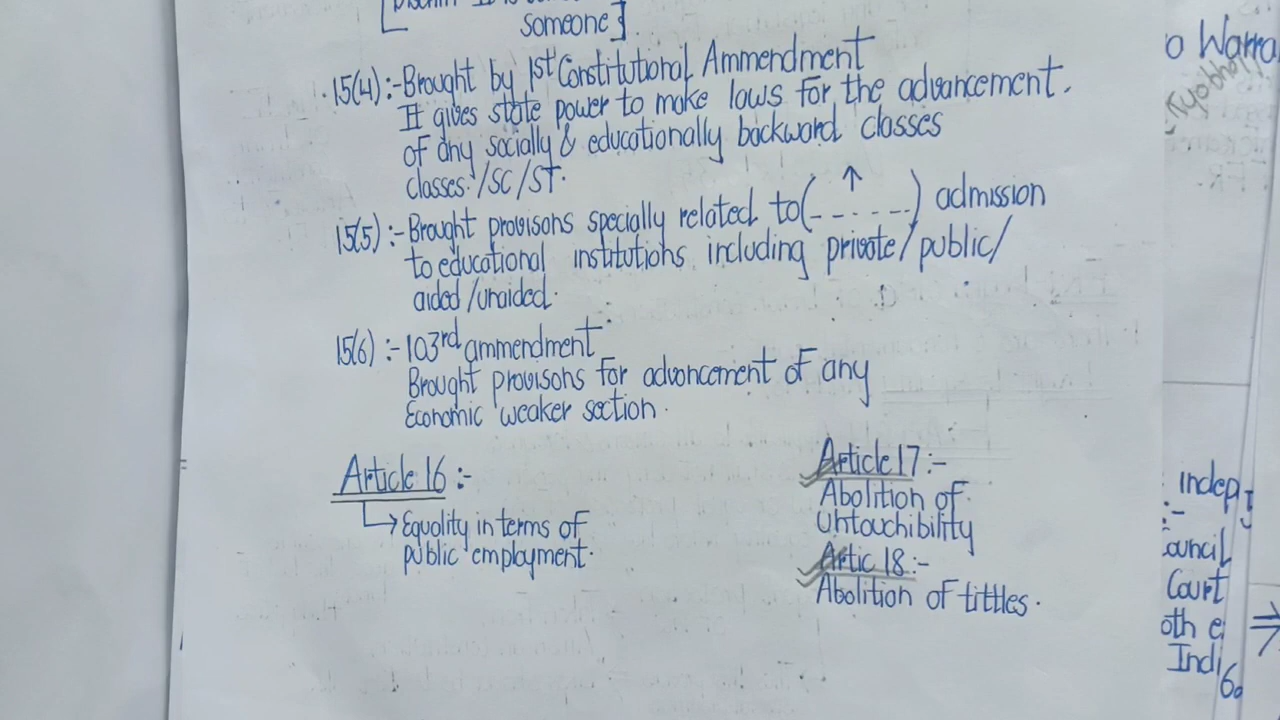 someone].
15(4):- Brought by 1st Constitutional Ammendment
It gives state power to make laws for the advancement.
of any socially & educationally backward classes
classes./SC/ST.
↑
15(5):- Brought provisons specially related to (- - - - - -) admission
to educational institutions including private/public/
aided/unaided.
15(6):- 103rd ammendment
Brought provisons for advancement of any
Economic weaker section.
Article 16:-
Equality in terms of
public employment.
Article 17:-
Abolition of
Untouchibility
Artic 18:-
Abolition of tittles.
o Warra
indep
ouncil
Court
oth e
Indi